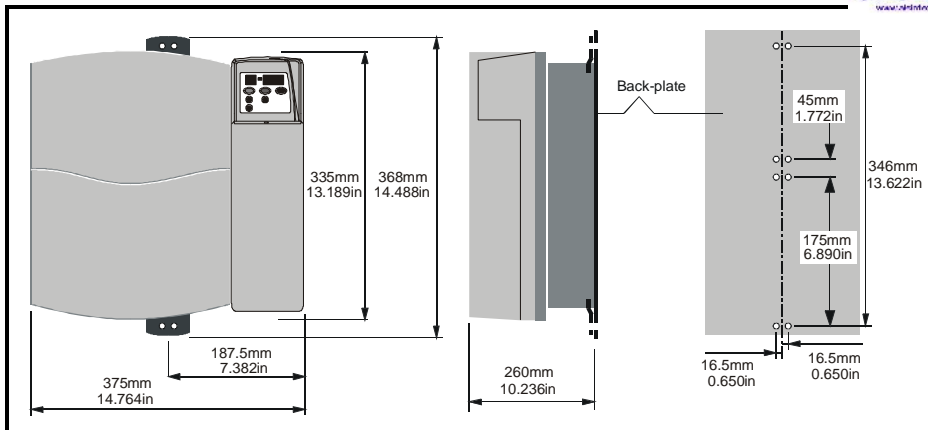 Back-plate
45mm
1.772in
335mm
13.189in
368mm
14.488in
346mm
13.622in
175mm
6.890in
187.5mm
7.382in
375mm
14.764in
260mm
10.236in
16.5mm
0.650in
16.5mm
0.650in